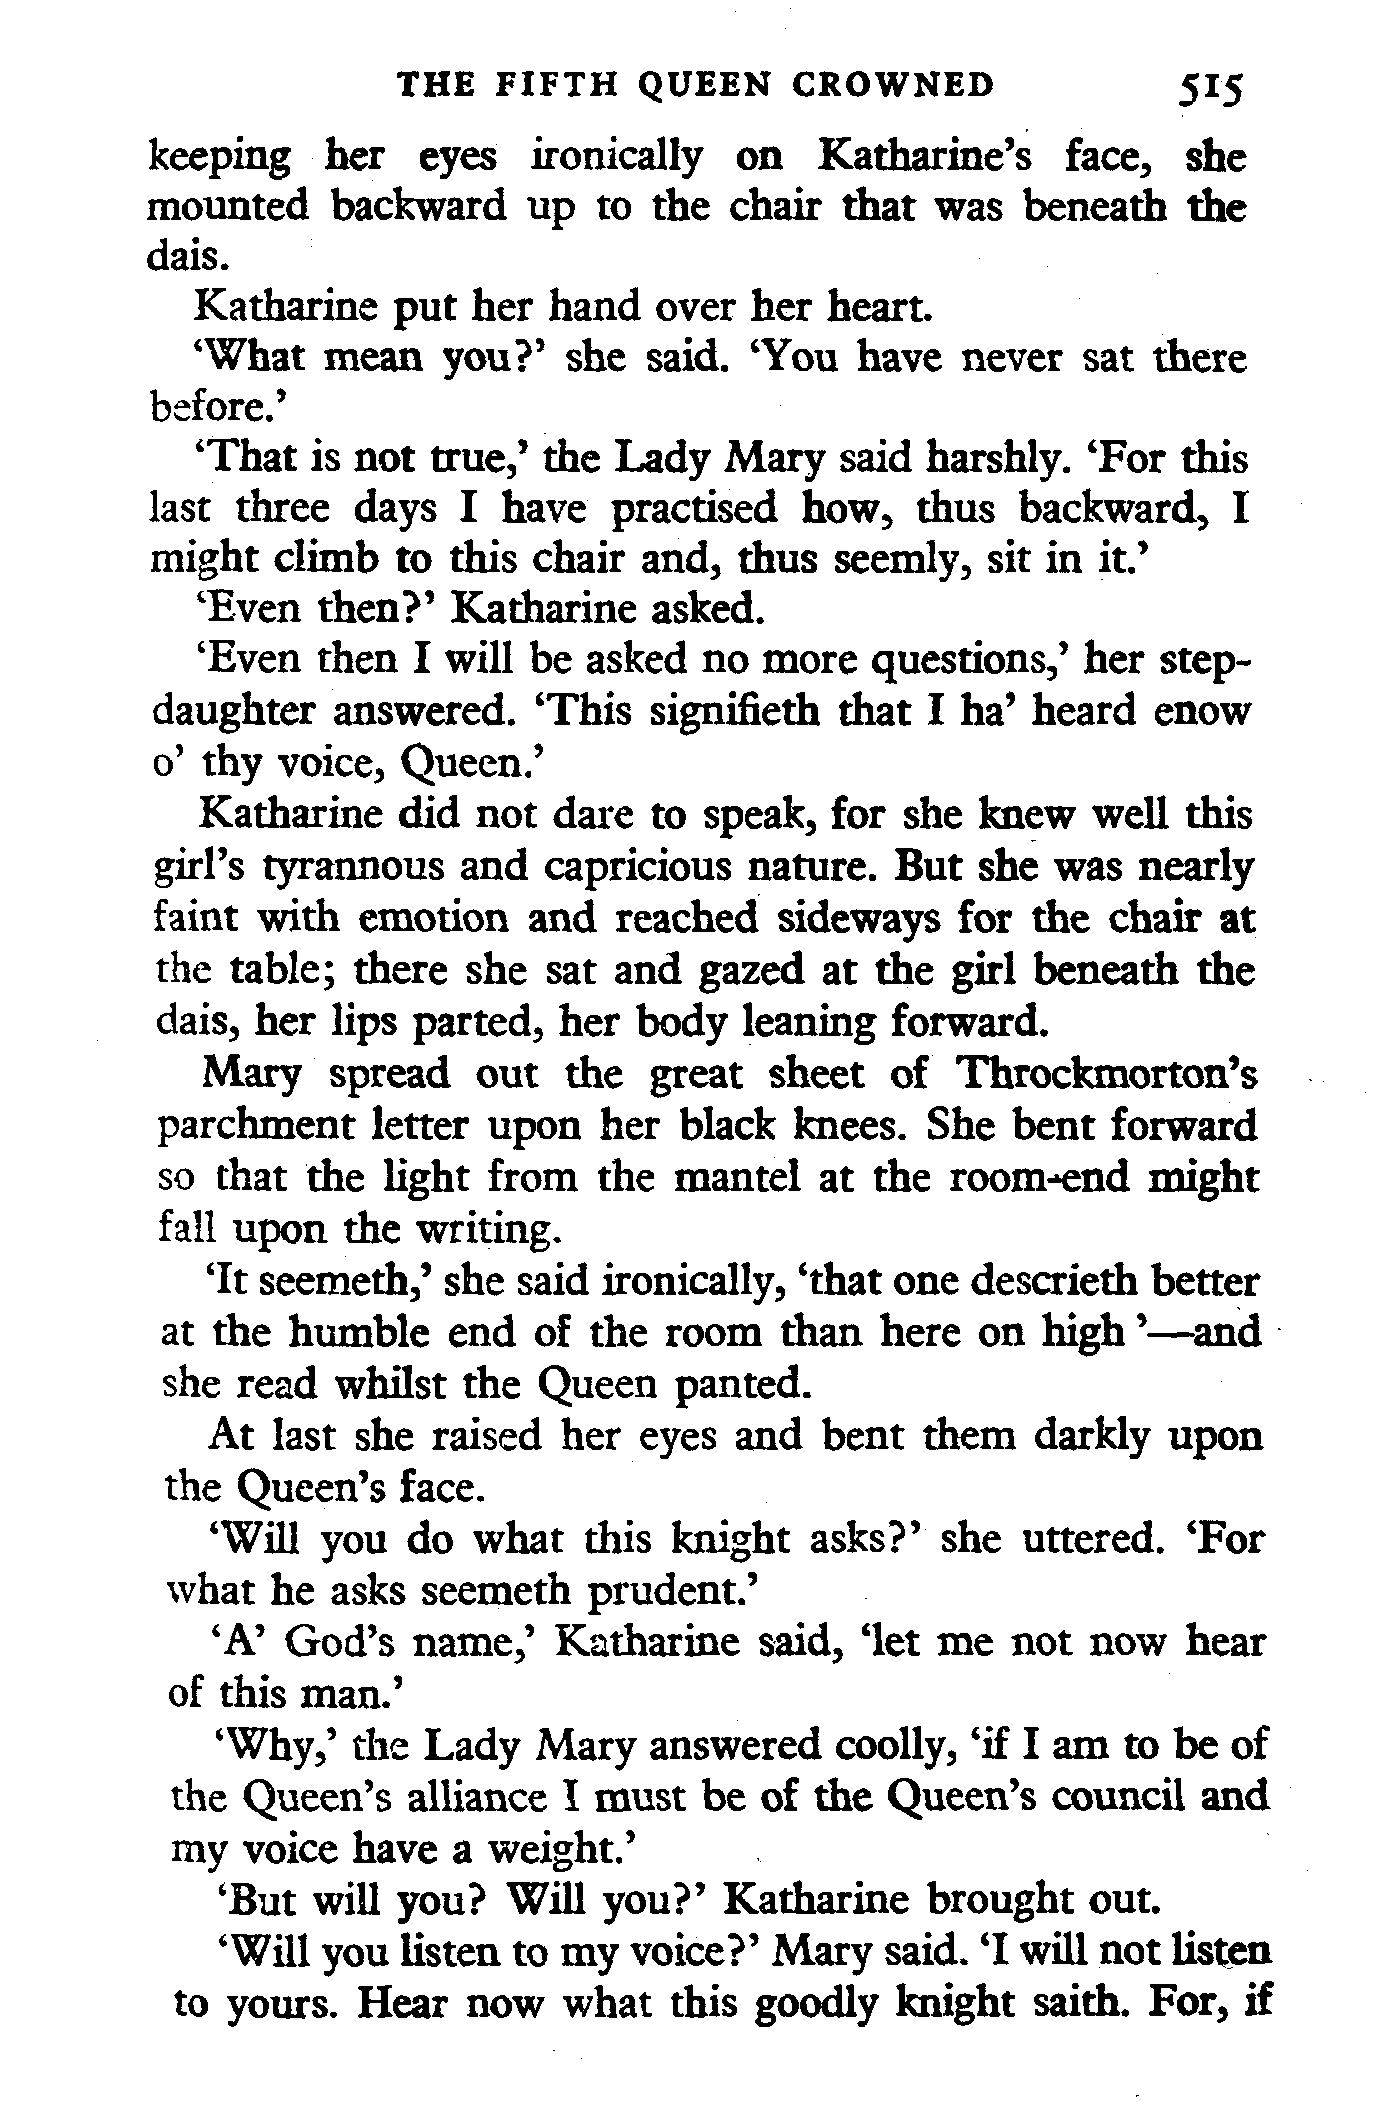 THE FIFTH QUEEN CROWNED 515
keeping her eyes ironically on Katharine's face, she
mounted backward up to the chair that was beneath the
dais.
Katharine put her hand over her heart.
‘What mean you?’ she said. ‘You have never sat there
before.’
‘That is not true,’ the Lady Mary said harshly. ‘For this
last three days I have practised how, thus backward, I
might climb to this chair and, thus seemly, sit in it.’
‘Even then?’ Katharine asked.
‘Even then I will be asked no more questions,’ her step-
daughter answered. ‘This signifieth that I ha’ heard enow
o’ thy voice, Queen.’
Katharine did not dare to speak, for she knew well this
girl’s tyrannous and capricious nature. But she was nearly
faint with emotion and reached sideways for the chair at
the table; there she sat and gazed at the girl beneath the
dais, her lips parted, her body leaning forward.
Mary spread out the great sheet of Throckmorton’s
parchment letter upon her black knees. She bent forward
so that the light from the mantel at the room-end might
fall upon the writing.
‘It seemeth,’ she said ironically, ‘that one descrieth better
at the humble end of the room than here on high ’—and
she read whilst the Queen panted.
At last she raised her eyes and bent them darkly upon
the Queen’s face.
‘Will you do what this knight asks?’ she uttered. ‘For
what he asks seemeth prudent.’
‘A’ God’s name,’ Katharine said, ‘let me not now hear
of this man.’
‘Why,’ the Lady Mary answered coolly, ‘if I am to be of
the Queen’s alliance I must be of the Queen’s council and
my voice have a weight.’
‘But will you? Will you?’ Katharine brought out.
‘Will you listen to my voice?’ Mary said. ‘I will not listen
to yours. Hear now what this goodly knight saith. For, if